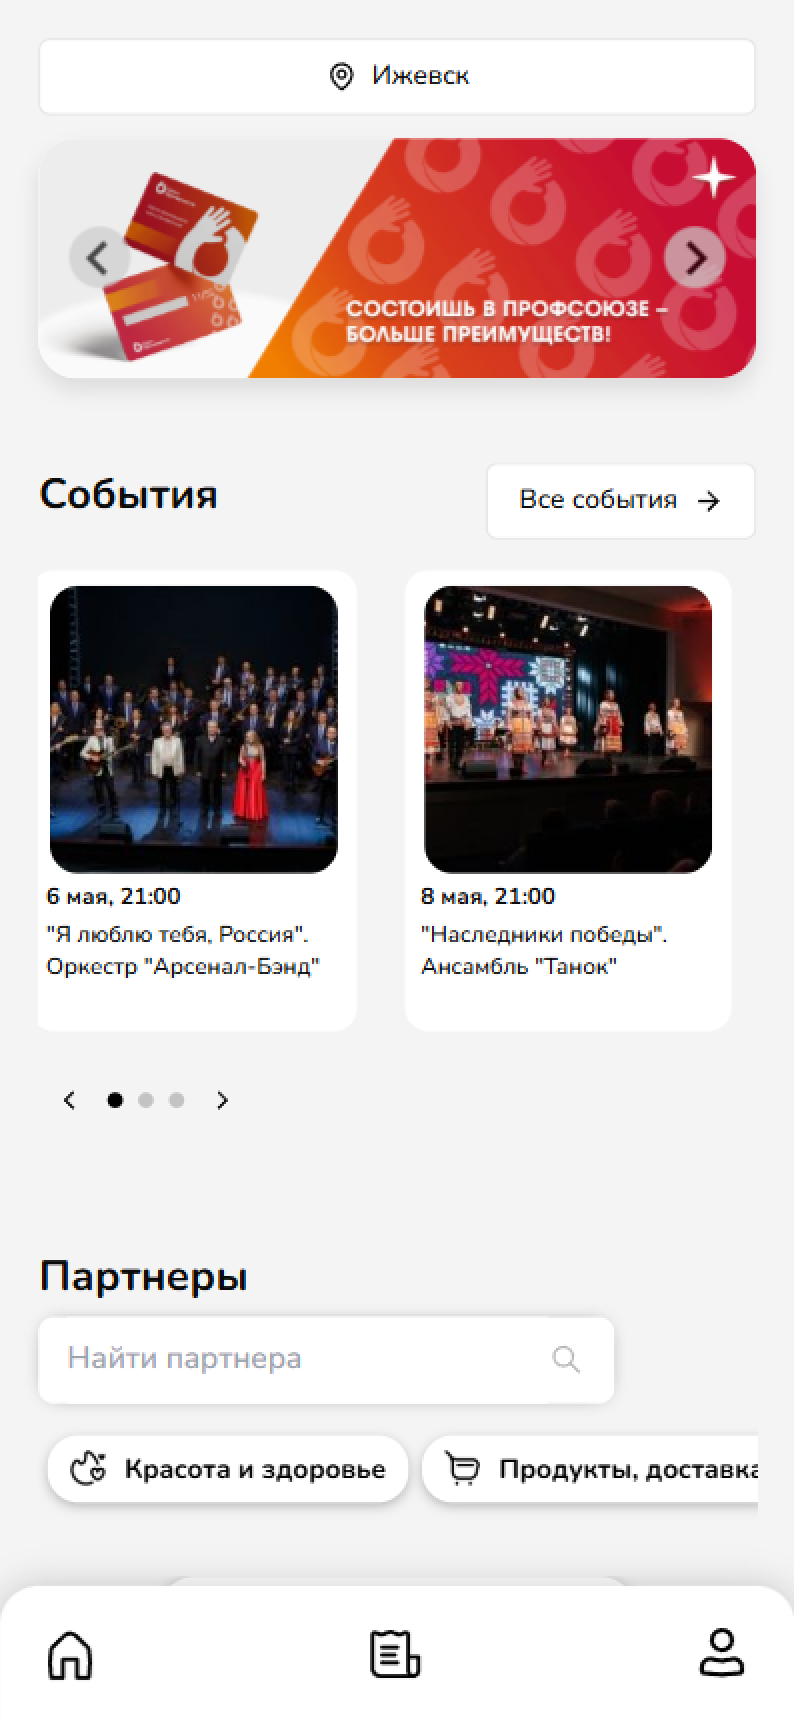 Ижевск
СОСТОИШЬ В ПРОФСОЮЗЕ –
БОЛЬШЕ ПРЕИМУЩЕСТВ!
События
Все события
6 мая, 21:00
"Я люблю тебя, Россия".
Оркестр "Арсенал-Бэнд"
8 мая, 21:00
"Наследники победы".
Ансамбль "Танок"
Партнеры
Найти партнера
Красота и здоровье
Продукты, доставка